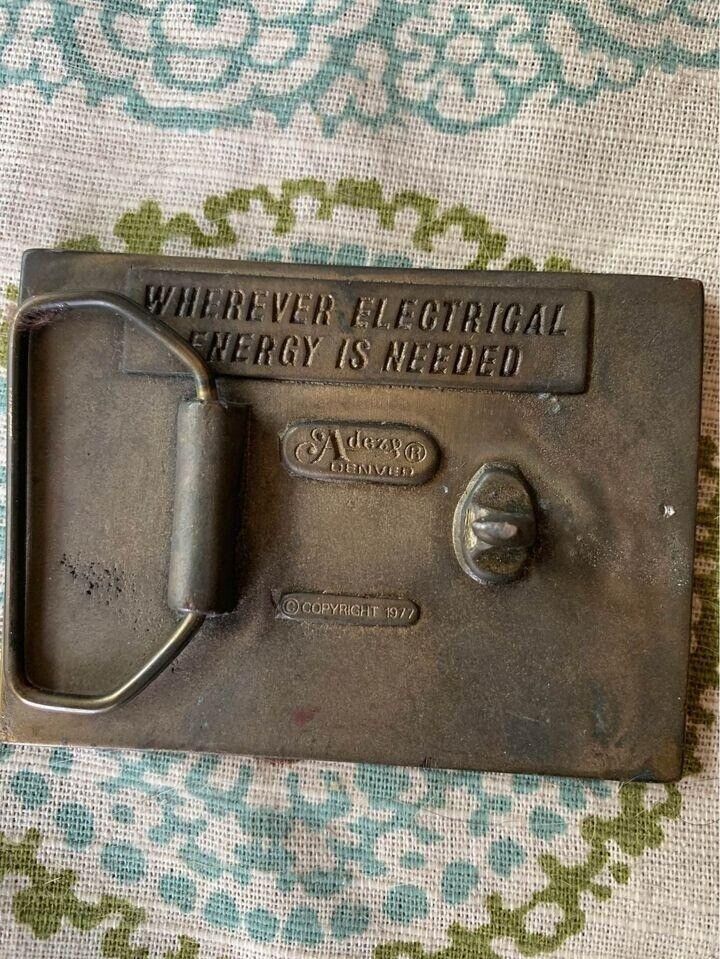 WHEREVER ELECTRICAL
ENERGY IS NEEDED
Adezy ®
DENVER
© COPYRIGHT 1977